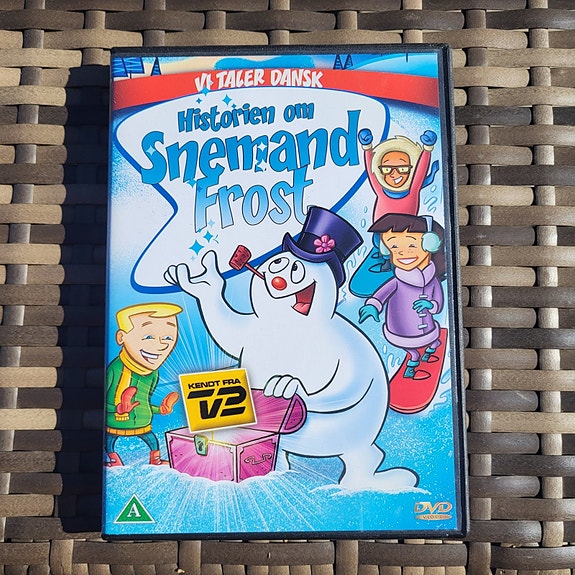 VI TALER DANSK
Historien om
Snemand
Frost
KENDT FRA
TV2
A
DVD